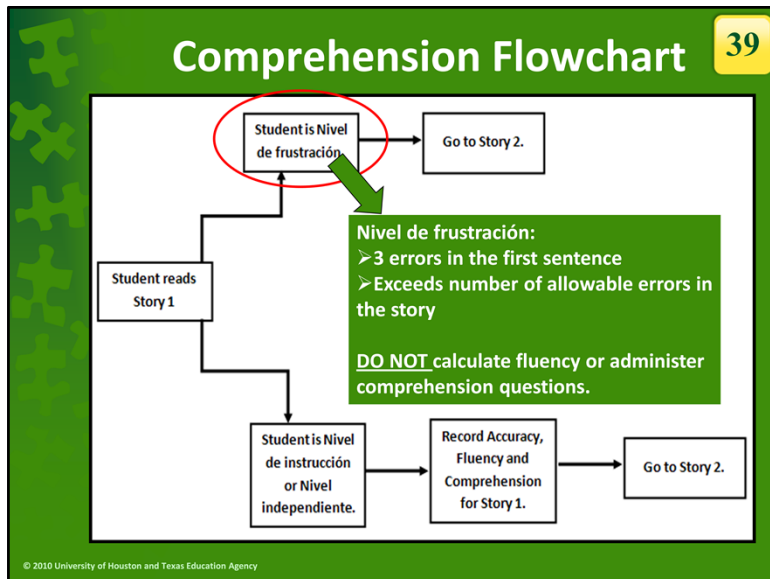 Comprehension Flowchart
39
Student is Nivel
de frustración.
Go to Story 2.
Nivel de frustración:
➢3 errors in the first sentence
➢Exceeds number of allowable errors in
the story
DO NOT calculate fluency or administer
comprehension questions.
Student reads
Story 1
Student is Nivel
de instrucción
or Nivel
independiente.
Record Accuracy,
Fluency and
Comprehension
for Story 1.
Go to Story 2.
© 2010 University of Houston and Texas Education Agency